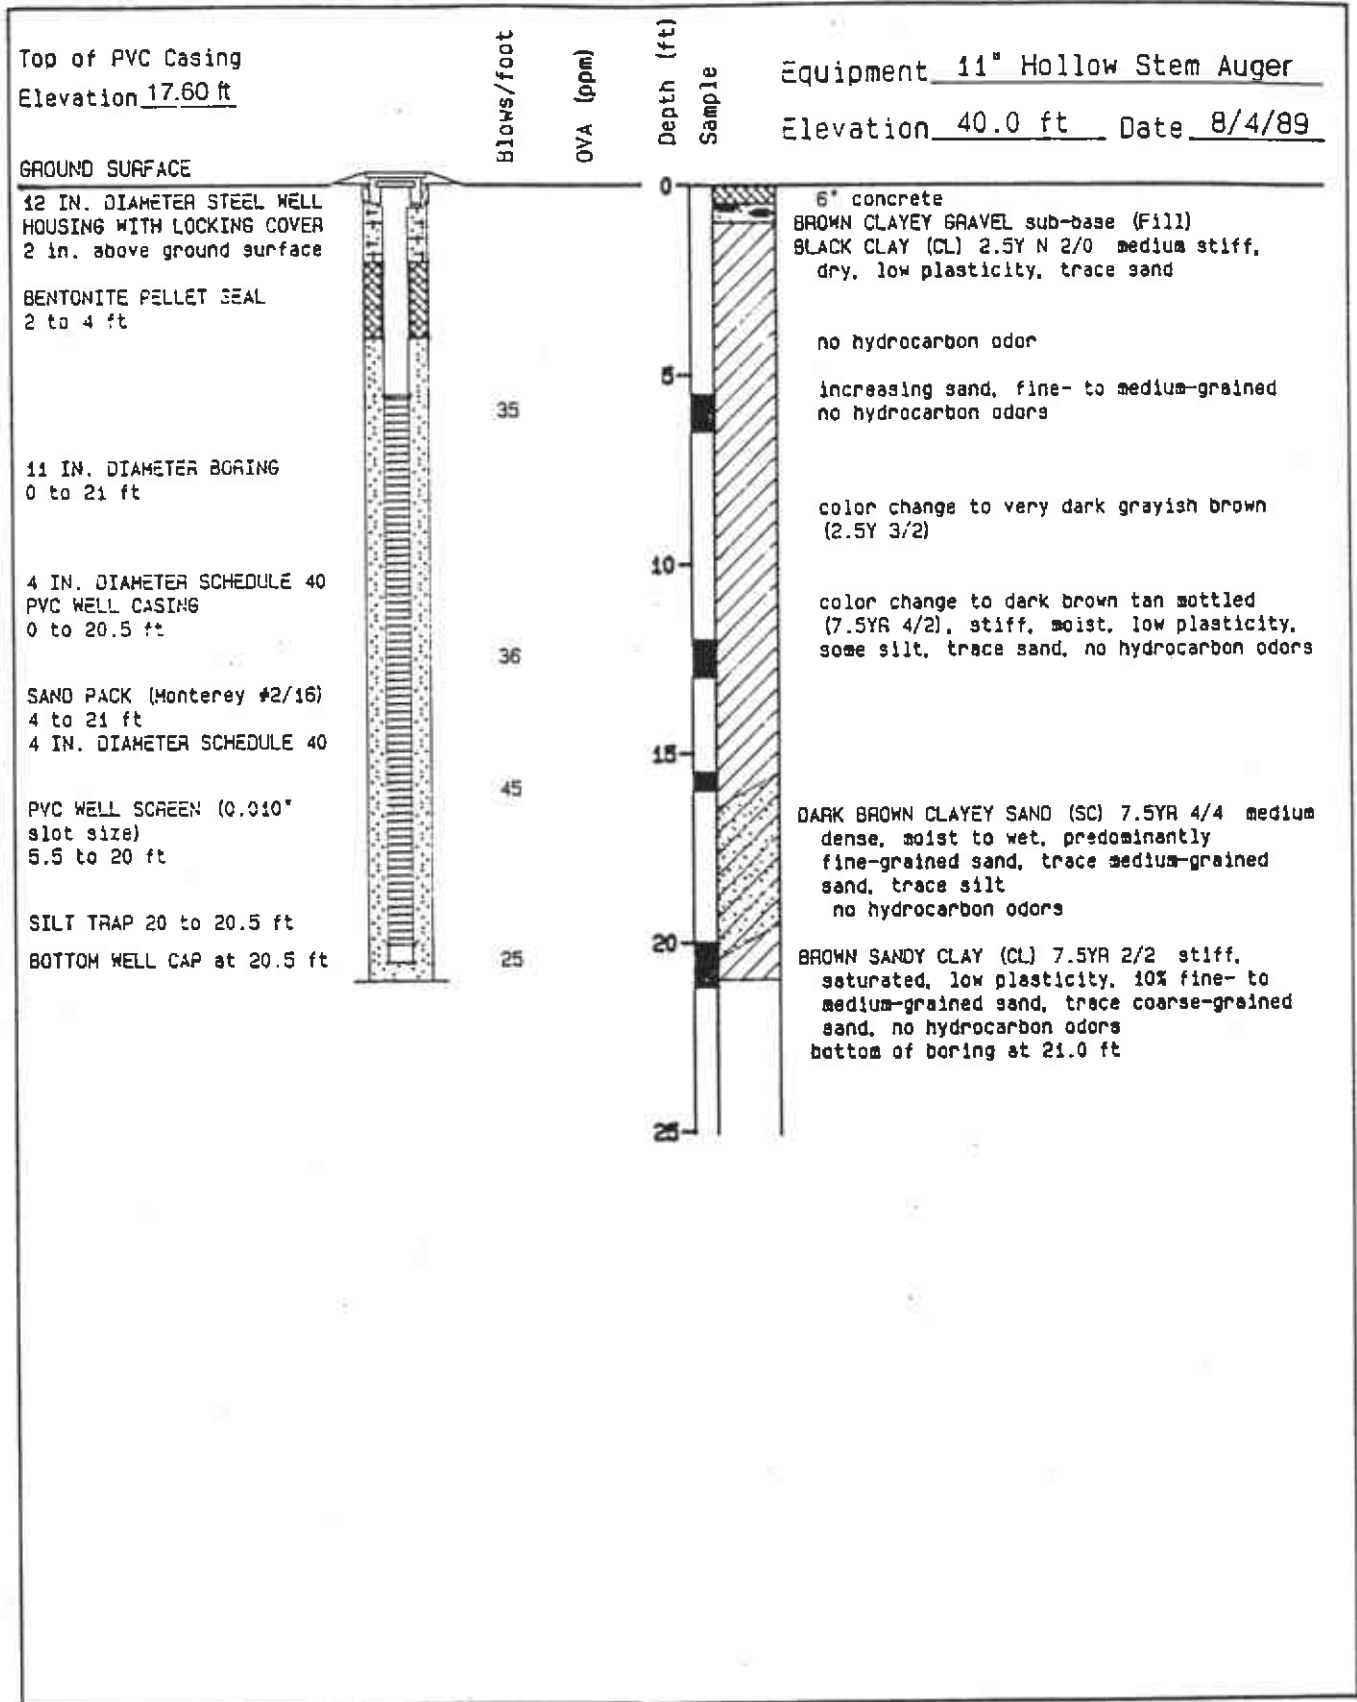 Top of PVC Casing
Elevation 17.60 ft
Blows/foot
OVA (ppm)
Depth (ft)
Sample
Equipment 11" Hollow Stem Auger
Elevation 40.0 ft Date 8/4/89
GROUND SURFACE
12 IN. DIAMETER STEEL WELL
HOUSING WITH LOCKING COVER
2 in. above ground surface
BENTONITE PELLET SEAL
2 to 4 ft
11 IN. DIAMETER BORING
0 to 21 ft
4 IN. DIAMETER SCHEDULE 40
PVC WELL CASING
0 to 20.5 ft
SAND PACK (Monterey #2/16)
4 to 21 ft
4 IN. DIAMETER SCHEDULE 40
PVC WELL SCREEN (0.010"
slot size)
5.5 to 20 ft
SILT TRAP 20 to 20.5 ft
BOTTOM WELL CAP at 20.5 ft
35
36
45
25
0
5
10
15
20
25
6" concrete
BROWN CLAYEY GRAVEL sub-base (Fill)
BLACK CLAY (CL) 2.5Y N 2/0 medium stiff,
dry, low plasticity, trace sand
no hydrocarbon odor
increasing sand, fine- to medium-grained
no hydrocarbon odors
color change to very dark grayish brown
(2.5Y 3/2)
color change to dark brown tan mottled
(7.5YR 4/2), stiff, moist, low plasticity,
some silt, trace sand, no hydrocarbon odors
DARK BROWN CLAYEY SAND (SC) 7.5YR 4/4 medium
dense, moist to wet, predominantly
fine-grained sand, trace medium-grained
sand, trace silt
no hydrocarbon odors
BROWN SANDY CLAY (CL) 7.5YR 2/2 stiff,
saturated, low plasticity, 10% fine- to
medium-grained sand, trace coarse-grained
sand, no hydrocarbon odors
bottom of boring at 21.0 ft